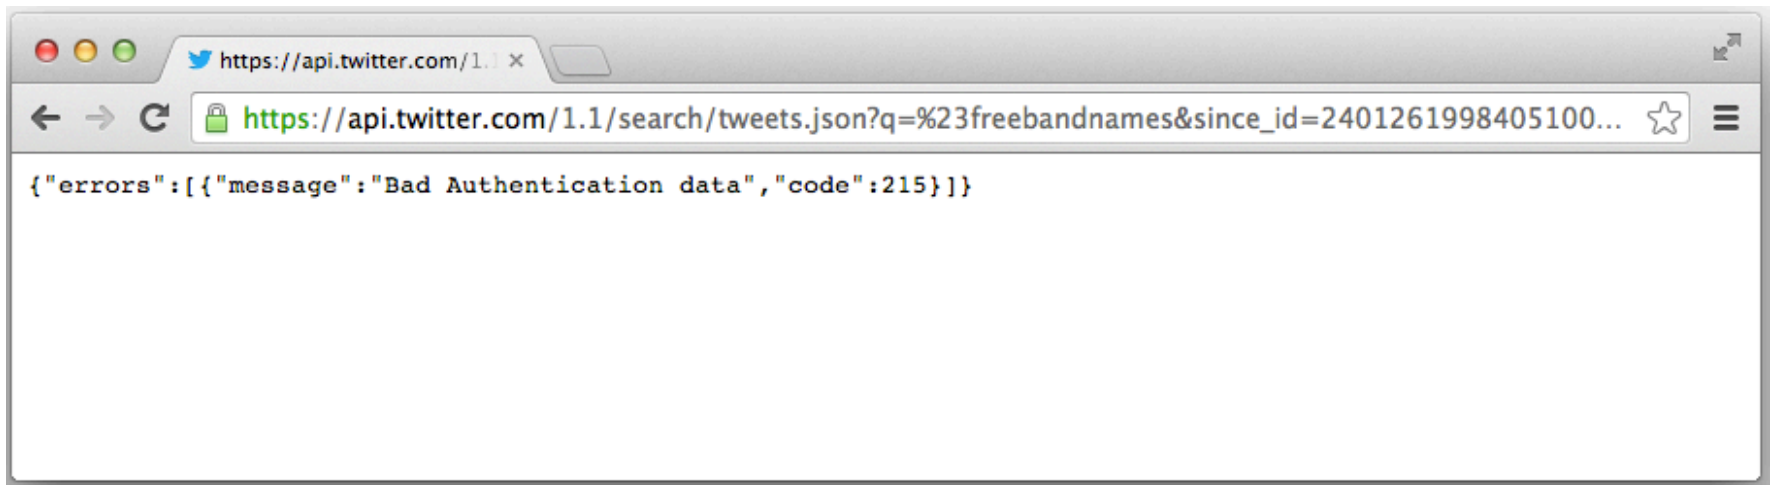 https://api.twitter.com/1.
https://api.twitter.com/1.1/search/tweets.json?q=%23freebandnames&since_id=2401261998405100...
{"errors":[{"message":"Bad Authentication data","code":215}]}